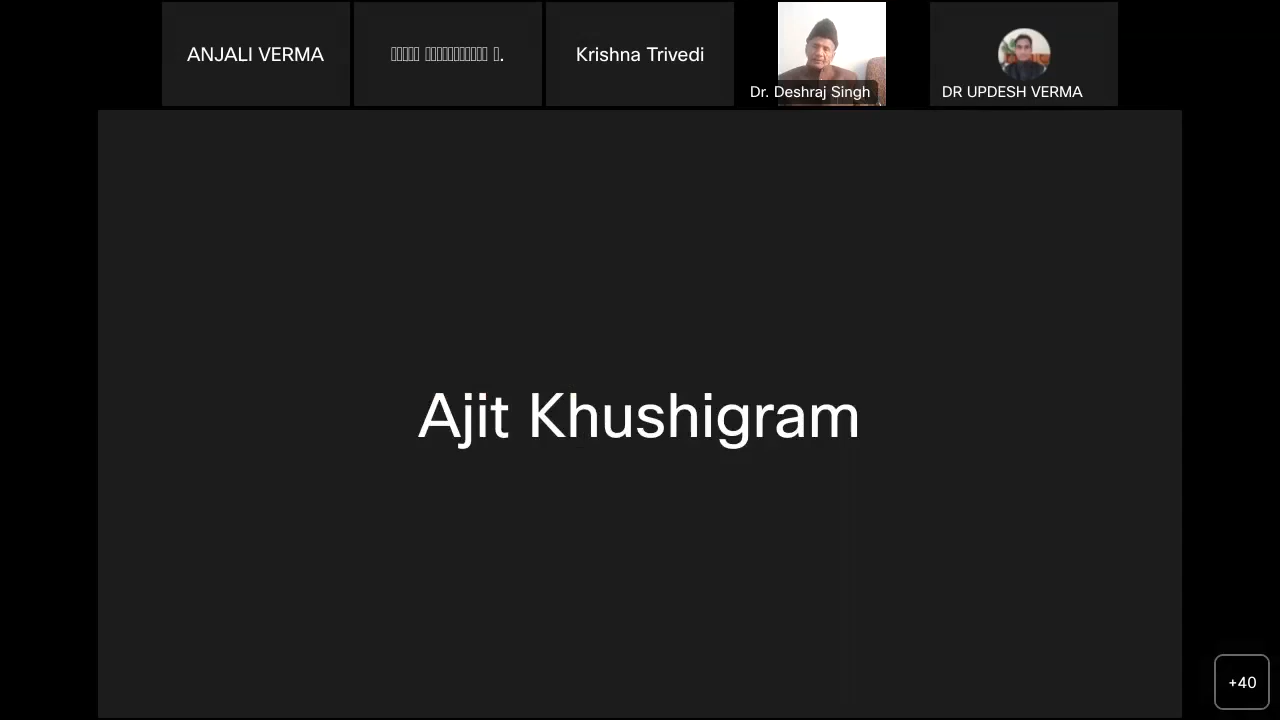 ANJALI VERMA
Krishna Trivedi
Dr. Deshraj Singh
DR UPDESH VERMA
Ajit Khushigram
+40